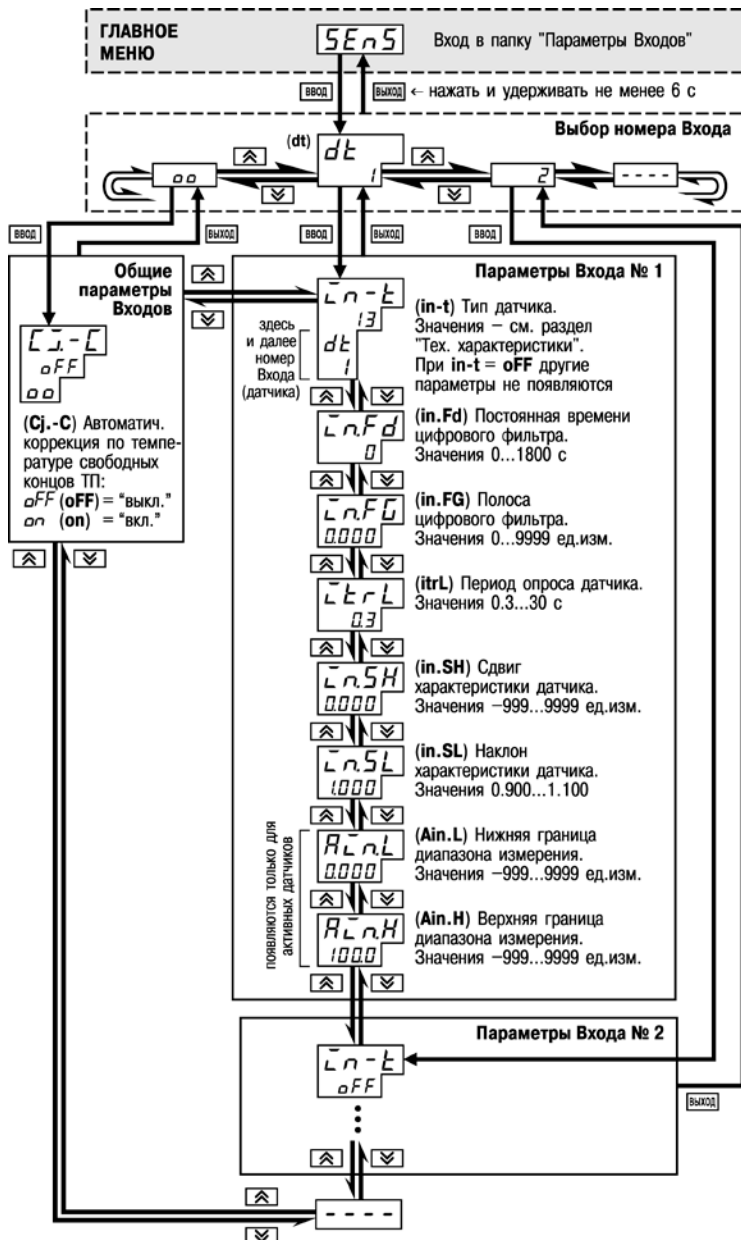 ГЛАВНОЕ
МЕНЮ
SEnS
Вход в папку "Параметры Входов"
ВВОД
ВЫХОД ← нажать и удерживать не менее 6 с
Выбор номера Входа
(dt)
dt
1
oo
2
- - - -
ВВОД
ВЫХОД
ВВОД
ВЫХОД
ВВОД
Общие
параметры
Входов
CJ.-C
oFF
oo
(Cj.-C) Автоматич.
коррекция по темпе-
ратуре свободных
концов ТП:
oFF (oFF) = "выкл."
on (on) = "вкл."
Параметры Входа № 1
in-t
13
dt
1
здесь
и далее
номер
Входа
(датчика)
(in-t) Тип датчика.
Значения – см. раздел
"Тех. характеристики".
При in-t = oFF другие
параметры не появляются
in.Fd
0
(in.Fd) Постоянная времени
цифрового фильтра.
Значения 0...1800 с
in.FG
0.000
(in.FG) Полоса
цифрового фильтра.
Значения 0...9999 ед.изм.
itrL
0.3
(itrL) Период опроса датчика.
Значения 0.3...30 с
in.SH
0.000
(in.SH) Сдвиг
характеристики датчика.
Значения –999...9999 ед.изм.
in.SL
1.000
(in.SL) Наклон
характеристики датчика.
Значения 0.900...1.100
появляются только для
активных датчиков
Ain.L
0.000
(Ain.L) Нижняя граница
диапазона измерения.
Значения –999...9999 ед.изм.
Ain.H
100.0
(Ain.H) Верхняя граница
диапазона измерения.
Значения –999...9999 ед.изм.
Параметры Входа № 2
in-t
oFF
ВЫХОД
- - - -